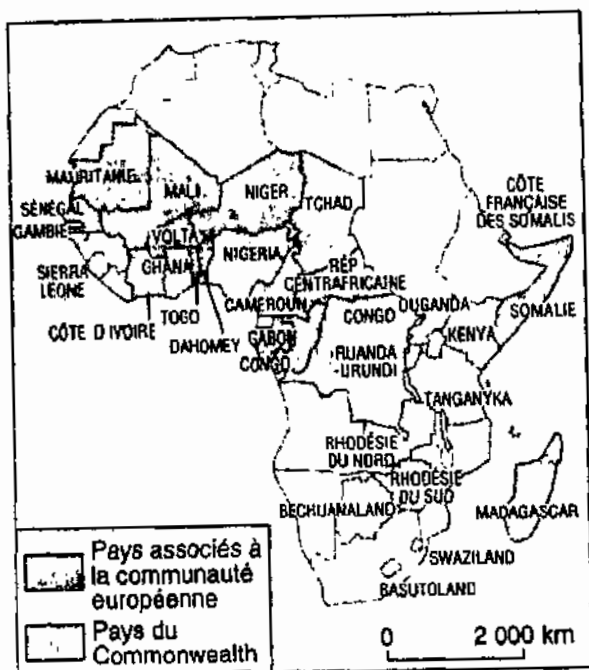 MAURITANIE
MALI
NIGER
TCHAD
CÔTE
FRANÇAISE
DES SOMALIS
SÉNÉGAL
GAMBIE
VOLTA
NIGERIA
SIERRA
LEONE
GHANA
RÉP
CENTRAFRICAINE
CAMEROUN
OUGANDA
SOMALIE
CÔTE D'IVOIRE
TOGO
DAHOMEY
CONGO
KENYA
GABON
CONGO
RUANDA
-URUNDI
TANGANYKA
RHODÉSIE
DU NORD
RHODÉSIE
DU SUD
BECHUANALAND
MADAGASCAR
SWAZILAND
BASUTOLAND
Pays associés à
la communauté
européenne
Pays du
Commonwealth
0 2 000 km